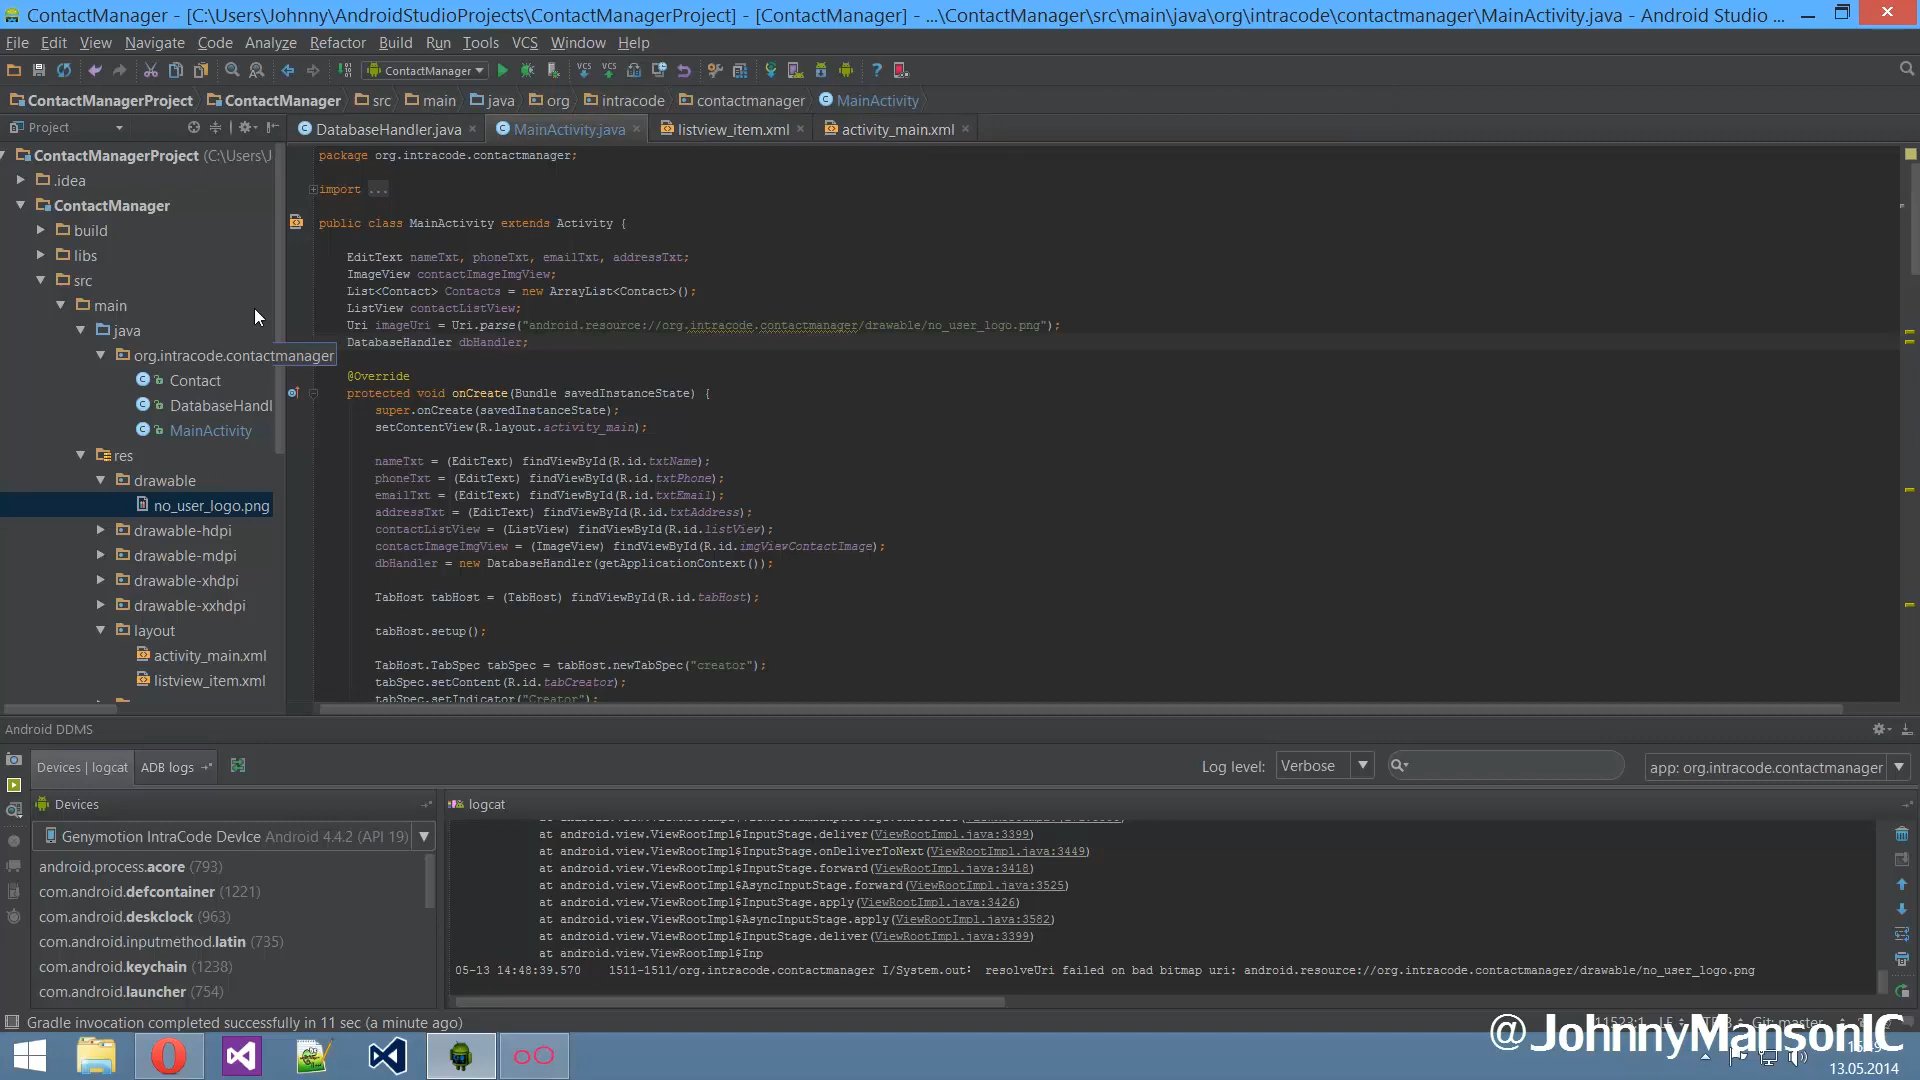 ContactManager - [C:\Users\Johnny\AndroidStudioProjects\ContactManagerProject] - [ContactManager] - ...\ContactManager\src\main\java\org\intracode\contactmanager\MainActivity.java - Android Studio ...
File Edit View Navigate Code Analyze Refactor Build Run Tools VCS Window Help
ContactManager
ContactManagerProject ContactManager src main java org intracode contactmanager MainActivity
Project
DatabaseHandler.java MainActivity.java listview_item.xml activity_main.xml
ContactManagerProject (C:\Users\J
.idea
ContactManager
build
libs
src
main
java
org.intracode.contactmanager
Contact
DatabaseHandl
MainActivity
res
drawable
no_user_logo.png
drawable-hdpi
drawable-mdpi
drawable-xhdpi
drawable-xxhdpi
layout
activity_main.xml
listview_item.xml
package org.intracode.contactmanager;
import ...
public class MainActivity extends Activity {
EditText nameTxt, phoneTxt, emailTxt, addressTxt;
ImageView contactImageImgView;
List<Contact> Contacts = new ArrayList<Contact>();
ListView contactListView;
Uri imageUri = Uri.parse("android.resource://org.intracode.contactmanager/drawable/no_user_logo.png");
DatabaseHandler dbHandler;
@Override
protected void onCreate(Bundle savedInstanceState) {
super.onCreate(savedInstanceState);
setContentView(R.layout.activity_main);
nameTxt = (EditText) findViewById(R.id.txtName);
phoneTxt = (EditText) findViewById(R.id.txtPhone);
emailTxt = (EditText) findViewById(R.id.txtEmail);
addressTxt = (EditText) findViewById(R.id.txtAddress);
contactListView = (ListView) findViewById(R.id.listView);
contactImageImgView = (ImageView) findViewById(R.id.imgViewContactImage);
dbHandler = new DatabaseHandler(getApplicationContext());
TabHost tabHost = (TabHost) findViewById(R.id.tabHost);
tabHost.setup();
TabHost.TabSpec tabSpec = tabHost.newTabSpec("creator");
tabSpec.setContent(R.id.tabCreator);
tabSpec.setIndicator("Creator");
Android DDMS
Devices | logcat ADB logs Log level: Verbose app: org.intracode.contactmanager
Devices
Genymotion IntraCode Device Android 4.4.2 (API 19)
android.process.acore (793)
com.android.defcontainer (1221)
com.android.deskclock (963)
com.android.inputmethod.latin (735)
com.android.keychain (1238)
com.android.launcher (754)
logcat
at android.view.ViewRootImpl$InputStage.deliver(ViewRootImpl.java:3399)
at android.view.ViewRootImpl$InputStage.onDeliverToNext(ViewRootImpl.java:3449)
at android.view.ViewRootImpl$InputStage.forward(ViewRootImpl.java:3418)
at android.view.ViewRootImpl$AsyncInputStage.forward(ViewRootImpl.java:3525)
at android.view.ViewRootImpl$InputStage.apply(ViewRootImpl.java:3426)
at android.view.ViewRootImpl$AsyncInputStage.apply(ViewRootImpl.java:3582)
at android.view.ViewRootImpl$InputStage.deliver(ViewRootImpl.java:3399)
at android.view.ViewRootImpl$Inp
05-13 14:48:39.570 1511-1511/org.intracode.contactmanager I/System.out: resolveUri failed on bad bitmap uri: android.resource://org.intracode.contactmanager/drawable/no_user_logo.png
Gradle invocation completed successfully in 11 sec (a minute ago)
@JohnnyMansonIC
13.05.2014